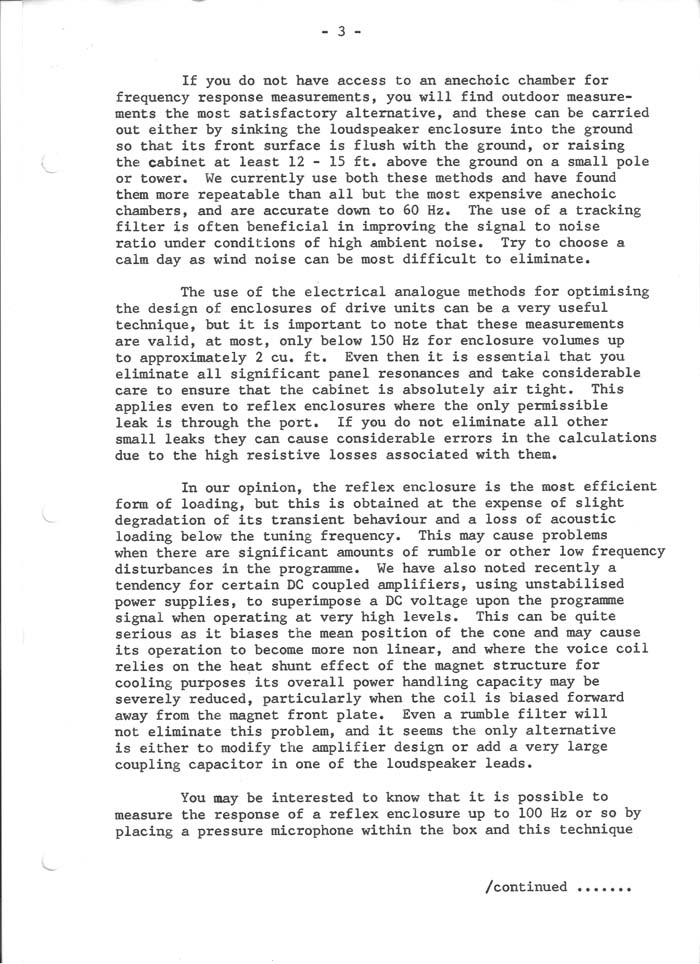 - 3 -
If you do not have access to an anechoic chamber for
frequency response measurements, you will find outdoor measure-
ments the most satisfactory alternative, and these can be carried
out either by sinking the loudspeaker enclosure into the ground
so that its front surface is flush with the ground, or raising
the cabinet at least 12 - 15 ft. above the ground on a small pole
or tower. We currently use both these methods and have found
them more repeatable than all but the most expensive anechoic
chambers, and are accurate down to 60 Hz. The use of a tracking
filter is often beneficial in improving the signal to noise
ratio under conditions of high ambient noise. Try to choose a
calm day as wind noise can be most difficult to eliminate.
The use of the electrical analogue methods for optimising
the design of enclosures of drive units can be a very useful
technique, but it is important to note that these measurements
are valid, at most, only below 150 Hz for enclosure volumes up
to approximately 2 cu. ft. Even then it is essential that you
eliminate all significant panel resonances and take considerable
care to ensure that the cabinet is absolutely air tight. This
applies even to reflex enclosures where the only permissible
leak is through the port. If you do not eliminate all other
small leaks they can cause considerable errors in the calculations
due to the high resistive losses associated with them.
In our opinion, the reflex enclosure is the most efficient
form of loading, but this is obtained at the expense of slight
degradation of its transient behaviour and a loss of acoustic
loading below the tuning frequency. This may cause problems
when there are significant amounts of rumble or other low frequency
disturbances in the programme. We have also noted recently a
tendency for certain DC coupled amplifiers, using unstabilised
power supplies, to superimpose a DC voltage upon the programme
signal when operating at very high levels. This can be quite
serious as it biases the mean position of the cone and may cause
its operation to become more non linear, and where the voice coil
relies on the heat shunt effect of the magnet structure for
cooling purposes its overall power handling capacity may be
severely reduced, particularly when the coil is biased forward
away from the magnet front plate. Even a rumble filter will
not eliminate this problem, and it seems the only alternative
is either to modify the amplifier design or add a very large
coupling capacitor in one of the loudspeaker leads.
You may be interested to know that it is possible to
measure the response of a reflex enclosure up to 100 Hz or so by
placing a pressure microphone within the box and this technique
/continued .......